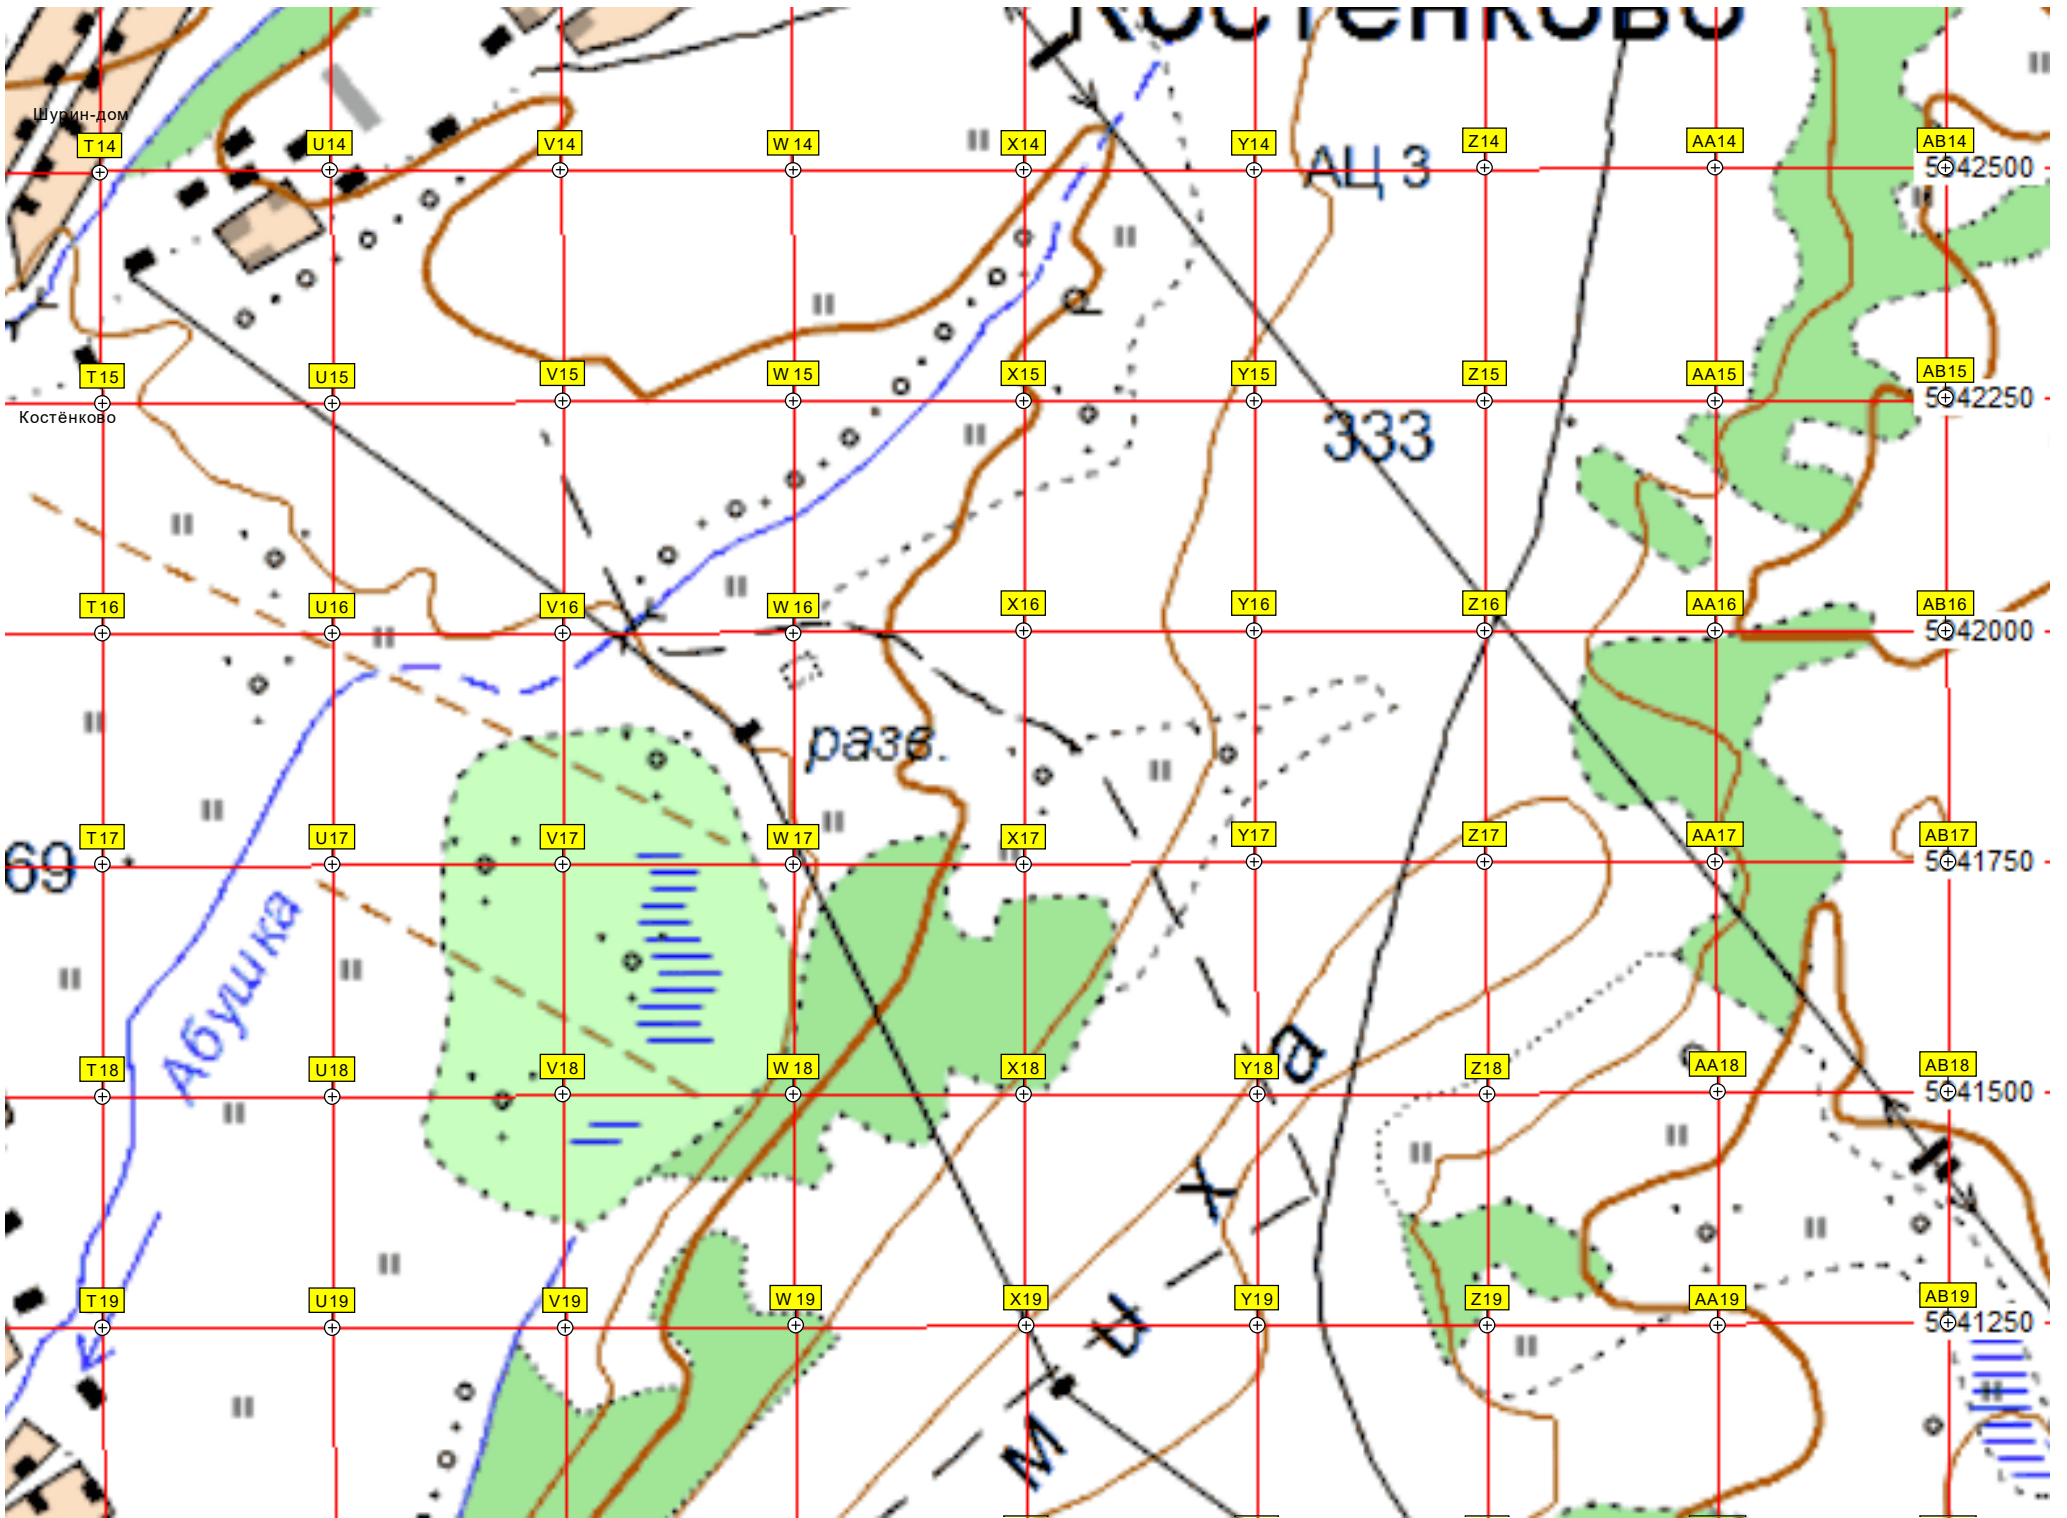 Костёнково
Шурин-дом
T14 U14 V14 W14 X14 Y14 Z14 AA14 AB14
АЦ 3
5042500
T15 U15 V15 W15 X15 Y15 Z15 AA15 AB15
5042250
Костёнково
333
T16 U16 V16 W16 X16 Y16 Z16 AA16 AB16
5042000
разв.
T17 U17 V17 W17 X17 Y17 Z17 AA17 AB17
5041750
69
Абушка
T18 U18 V18 W18 X18 Y18 Z18 AA18 AB18
5041500
T19 U19 V19 W19 X19 Y19 Z19 AA19 AB19
5041250